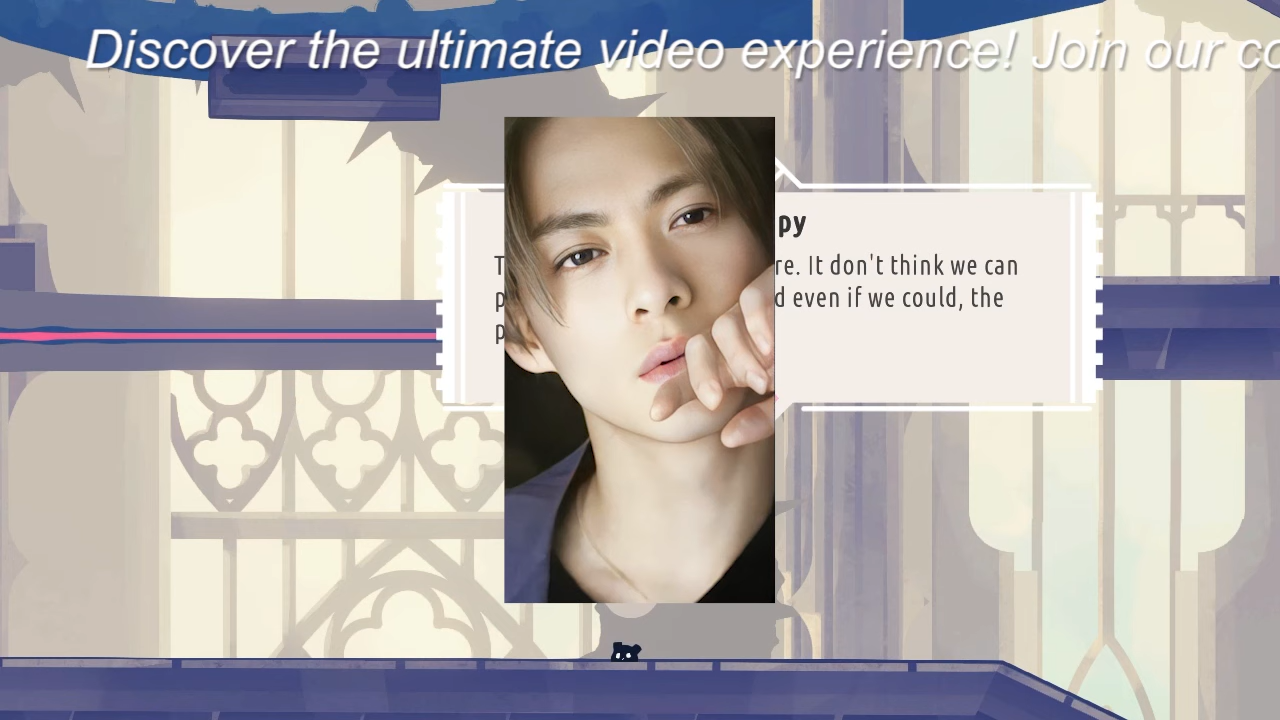 Discover the ultimate video experience! Join our
py
re. It don't think we can
d even if we could, the